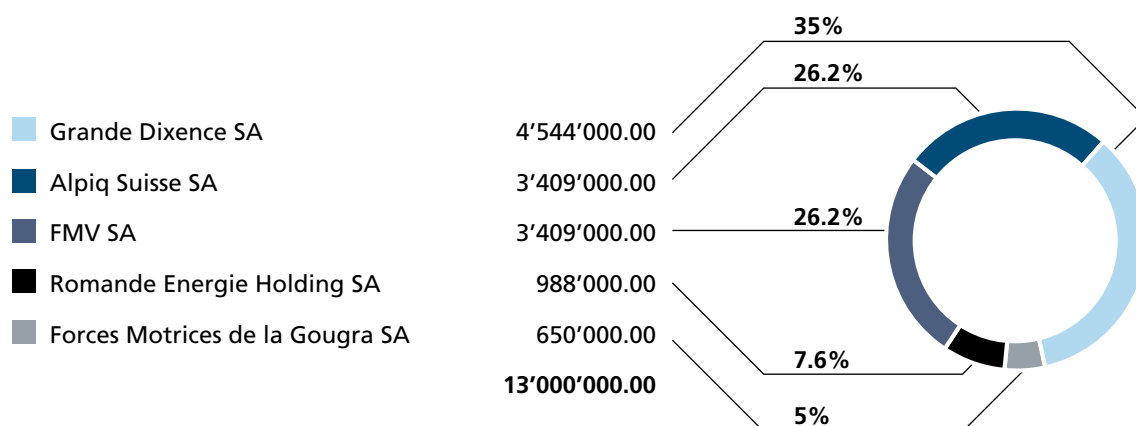 35%
26.2%
Grande Dixence SA 4’544’000.00
Alpiq Suisse SA 3’409’000.00
FMV SA 3’409’000.00 26.2%
Romande Energie Holding SA 988’000.00
Forces Motrices de la Gougra SA 650’000.00
7.6%
13’000’000.00
5%